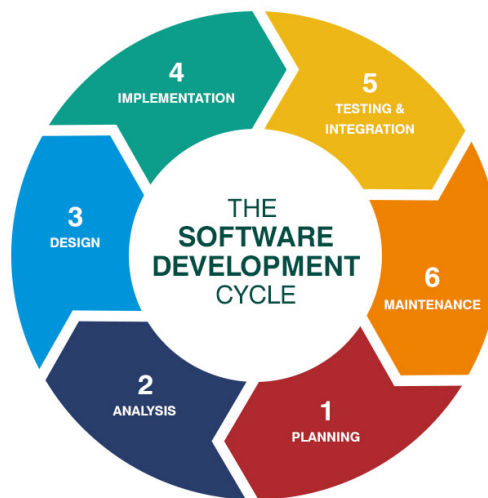 THE
SOFTWARE
DEVELOPMENT
CYCLE
1
PLANNING
2
ANALYSIS
3
DESIGN
4
IMPLEMENTATION
5
TESTING &
INTEGRATION
6
MAINTENANCE